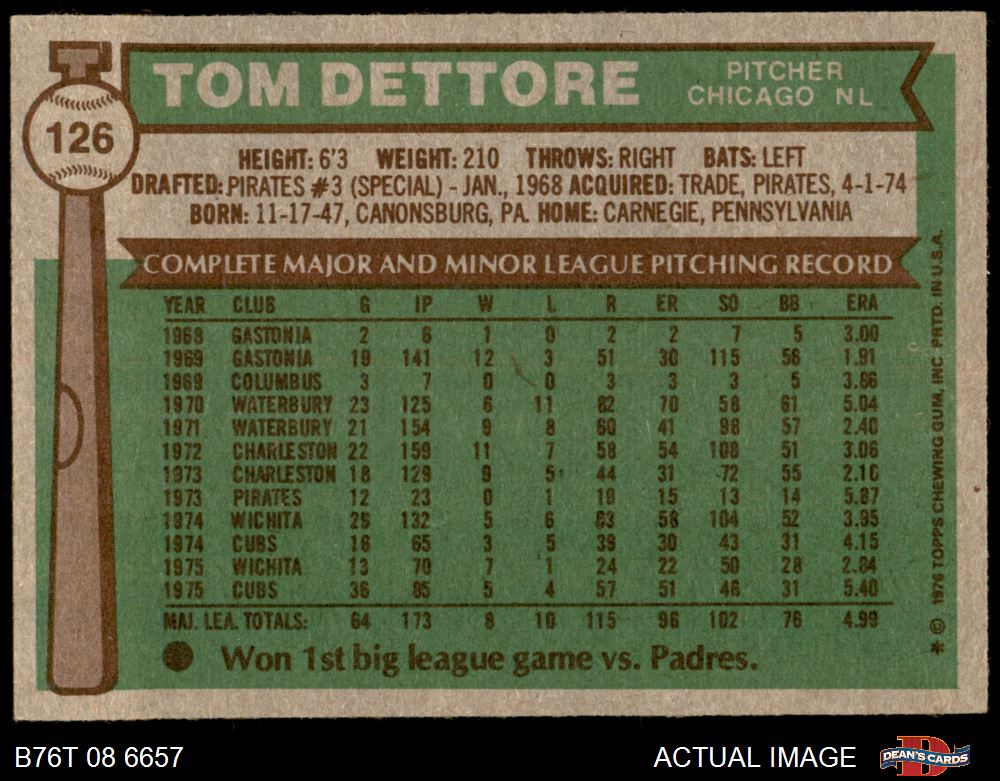 126
TOM DETTORE
PITCHER
CHICAGO NL
HEIGHT: 6'3 WEIGHT: 210 THROWS: RIGHT BATS: LEFT
DRAFTED: PIRATES #3 (SPECIAL) - JAN., 1968 ACQUIRED: TRADE, PIRATES, 4-1-74
BORN: 11-17-47, CANONSBURG, PA. HOME: CARNEGIE, PENNSYLVANIA
COMPLETE MAJOR AND MINOR LEAGUE PITCHING RECORD
YEAR CLUB G IP W L R ER SO BB ERA
1968 GASTONIA 2 6 1 0 2 2 7 5 3.00
1969 GASTONIA 19 141 12 3 51 30 115 56 1.91
1969 COLUMBUS 3 7 0 0 3 3 3 5 3.86
1970 WATERBURY 23 125 6 11 82 70 58 61 5.04
1971 WATERBURY 21 154 9 8 60 41 98 57 2.40
1972 CHARLESTON 22 159 11 7 58 54 108 51 3.06
1973 CHARLESTON 18 129 9 5 44 31 72 55 2.16
1973 PIRATES 12 23 0 1 19 15 13 14 5.87
1974 WICHITA 26 132 5 6 63 58 104 52 3.95
1974 CUBS 16 65 3 5 39 30 43 31 4.15
1975 WICHITA 13 70 7 1 24 22 50 28 2.84
1975 CUBS 36 85 5 4 57 51 46 31 5.40
MAJ. LEA. TOTALS: 64 173 8 10 115 96 102 76 4.99
Won 1st big league game vs. Padres.
* © 1976 TOPPS CHEWING GUM, INC PRTD. IN U.S.A.
B76T 08 6657
ACTUAL IMAGE
DEAN'S CARDS